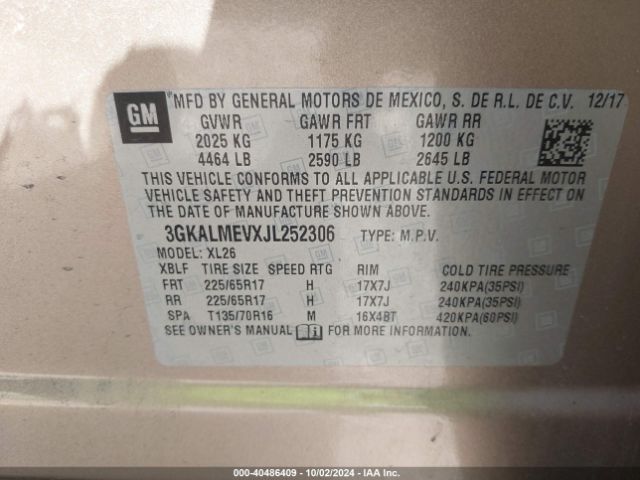 GM
MFD BY GENERAL MOTORS DE MEXICO, S. DE R.L. DE C.V. 12/17
GVWR GAWR FRT GAWR RR
2025 KG 1175 KG 1200 KG
4464 LB 2590 LB 2645 LB
THIS VEHICLE CONFORMS TO ALL APPLICABLE U.S. FEDERAL MOTOR
VEHICLE SAFETY AND THEFT PREVENTION STANDARDS IN EFFECT ON
THE DATE OF MANUFACTURE SHOWN ABOVE.
3GKALMEVXJL252306 TYPE: M.P.V.
MODEL: XL26
XBLF TIRE SIZE SPEED RTG RIM COLD TIRE PRESSURE
FRT 225/65R17 H 17X7J 240KPA(35PSI)
RR 225/65R17 H 17X7J 240KPA(35PSI)
SPA T135/70R16 M 16X4BT 420KPA(60PSI)
SEE OWNER'S MANUAL FOR MORE INFORMATION.
000-40486409 - 10/02/2024 - IAA Inc.